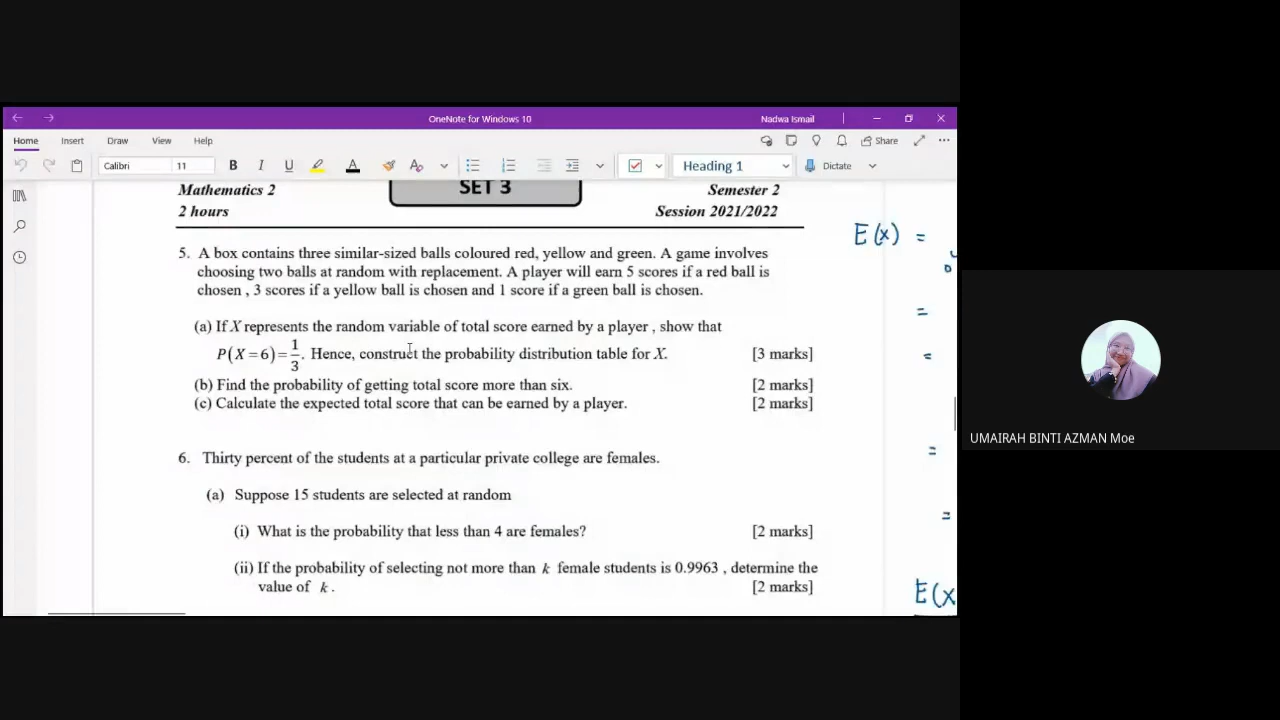 OneNote for Windows 10
Nadwa Ismail
Home Insert Draw View Help
Share
Calibri 11 B I U A Heading 1 Dictate
Mathematics 2 SET 3 Semester 2
2 hours Session 2021/2022
E(x) =
5. A box contains three similar-sized balls coloured red, yellow and green. A game involves
choosing two balls at random with replacement. A player will earn 5 scores if a red ball is
chosen , 3 scores if a yellow ball is chosen and 1 score if a green ball is chosen.
=
(a) If X represents the random variable of total score earned by a player , show that
P(X=6)=1/3. Hence, construct the probability distribution table for X. [3 marks]
=
(b) Find the probability of getting total score more than six. [2 marks]
(c) Calculate the expected total score that can be earned by a player. [2 marks]
=
6. Thirty percent of the students at a particular private college are females.
(a) Suppose 15 students are selected at random
=
(i) What is the probability that less than 4 are females? [2 marks]
(ii) If the probability of selecting not more than k female students is 0.9963 , determine the
value of k . [2 marks]
E(x
UMAIRAH BINTI AZMAN Moe